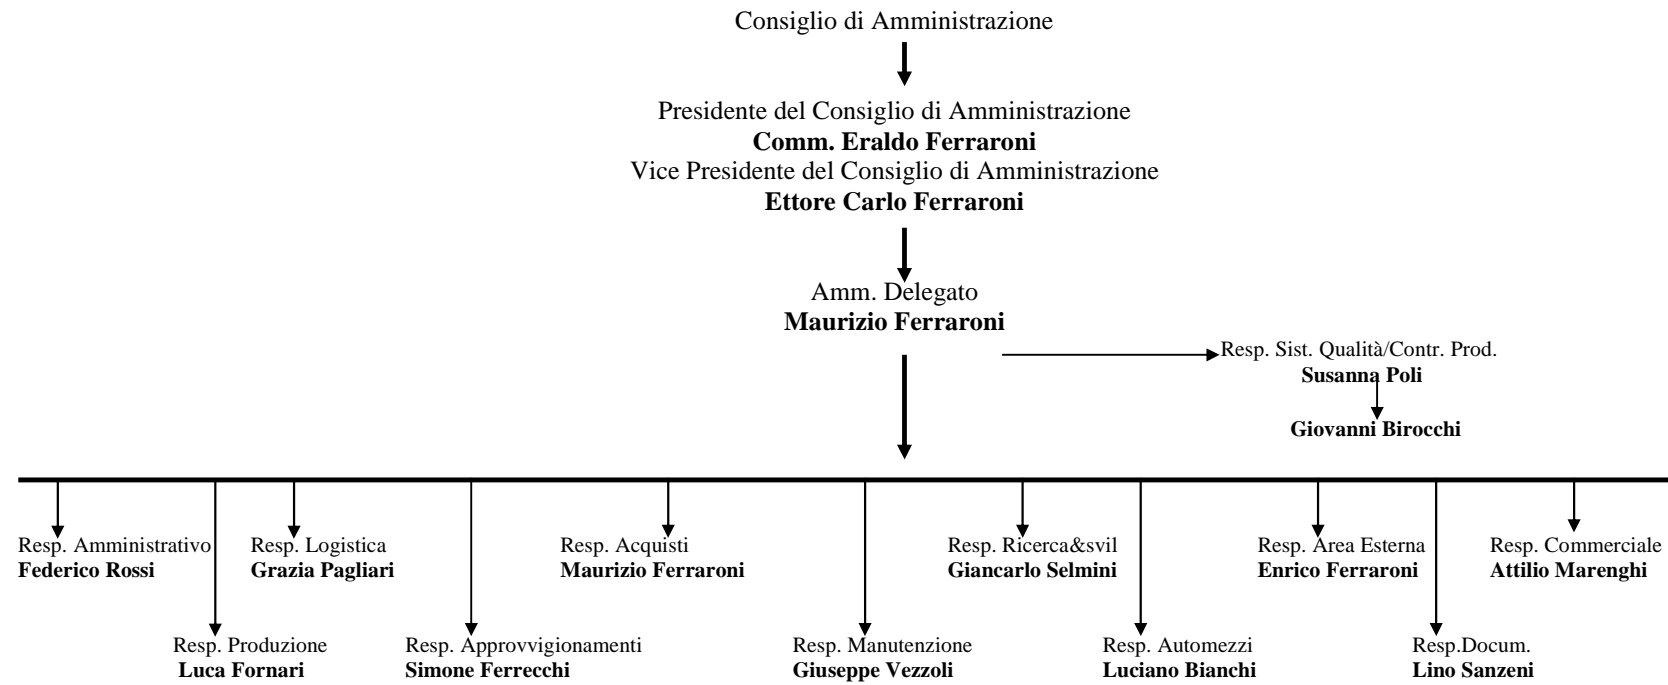 Consiglio di Amministrazione
Presidente del Consiglio di Amministrazione
Comm. Eraldo Ferraroni
Vice Presidente del Consiglio di Amministrazione
Ettore Carlo Ferraroni
Amm. Delegato
Maurizio Ferraroni
Resp. Sist. Qualità/Contr. Prod.
Susanna Poli
Giovanni Birocchi
Resp. Amministrativo
Federico Rossi
Resp. Logistica
Grazia Pagliari
Resp. Acquisti
Maurizio Ferraroni
Resp. Ricerca&svil
Giancarlo Selmini
Resp. Area Esterna
Enrico Ferraroni
Resp. Commerciale
Attilio Marenghi
Resp. Produzione
Luca Fornari
Resp. Approvvigionamenti
Simone Ferrecchi
Resp. Manutenzione
Giuseppe Vezzoli
Resp. Automezzi
Luciano Bianchi
Resp.Docum.
Lino Sanzeni